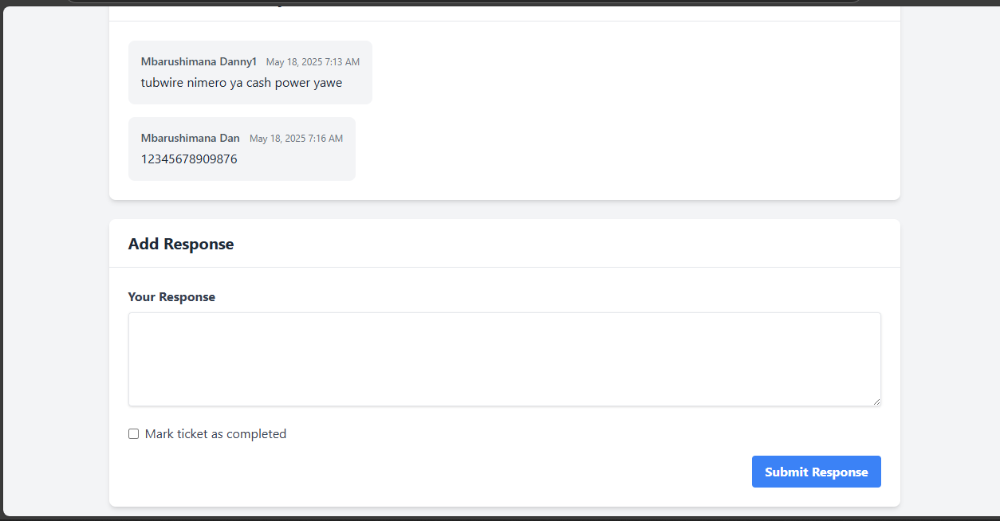 Mbarushimana Danny1 May 18, 2025 7:13 AM
tubwire nimero ya cash power yawe
Mbarushimana Dan May 18, 2025 7:16 AM
12345678909876
Add Response
Your Response
Mark ticket as completed
Submit Response